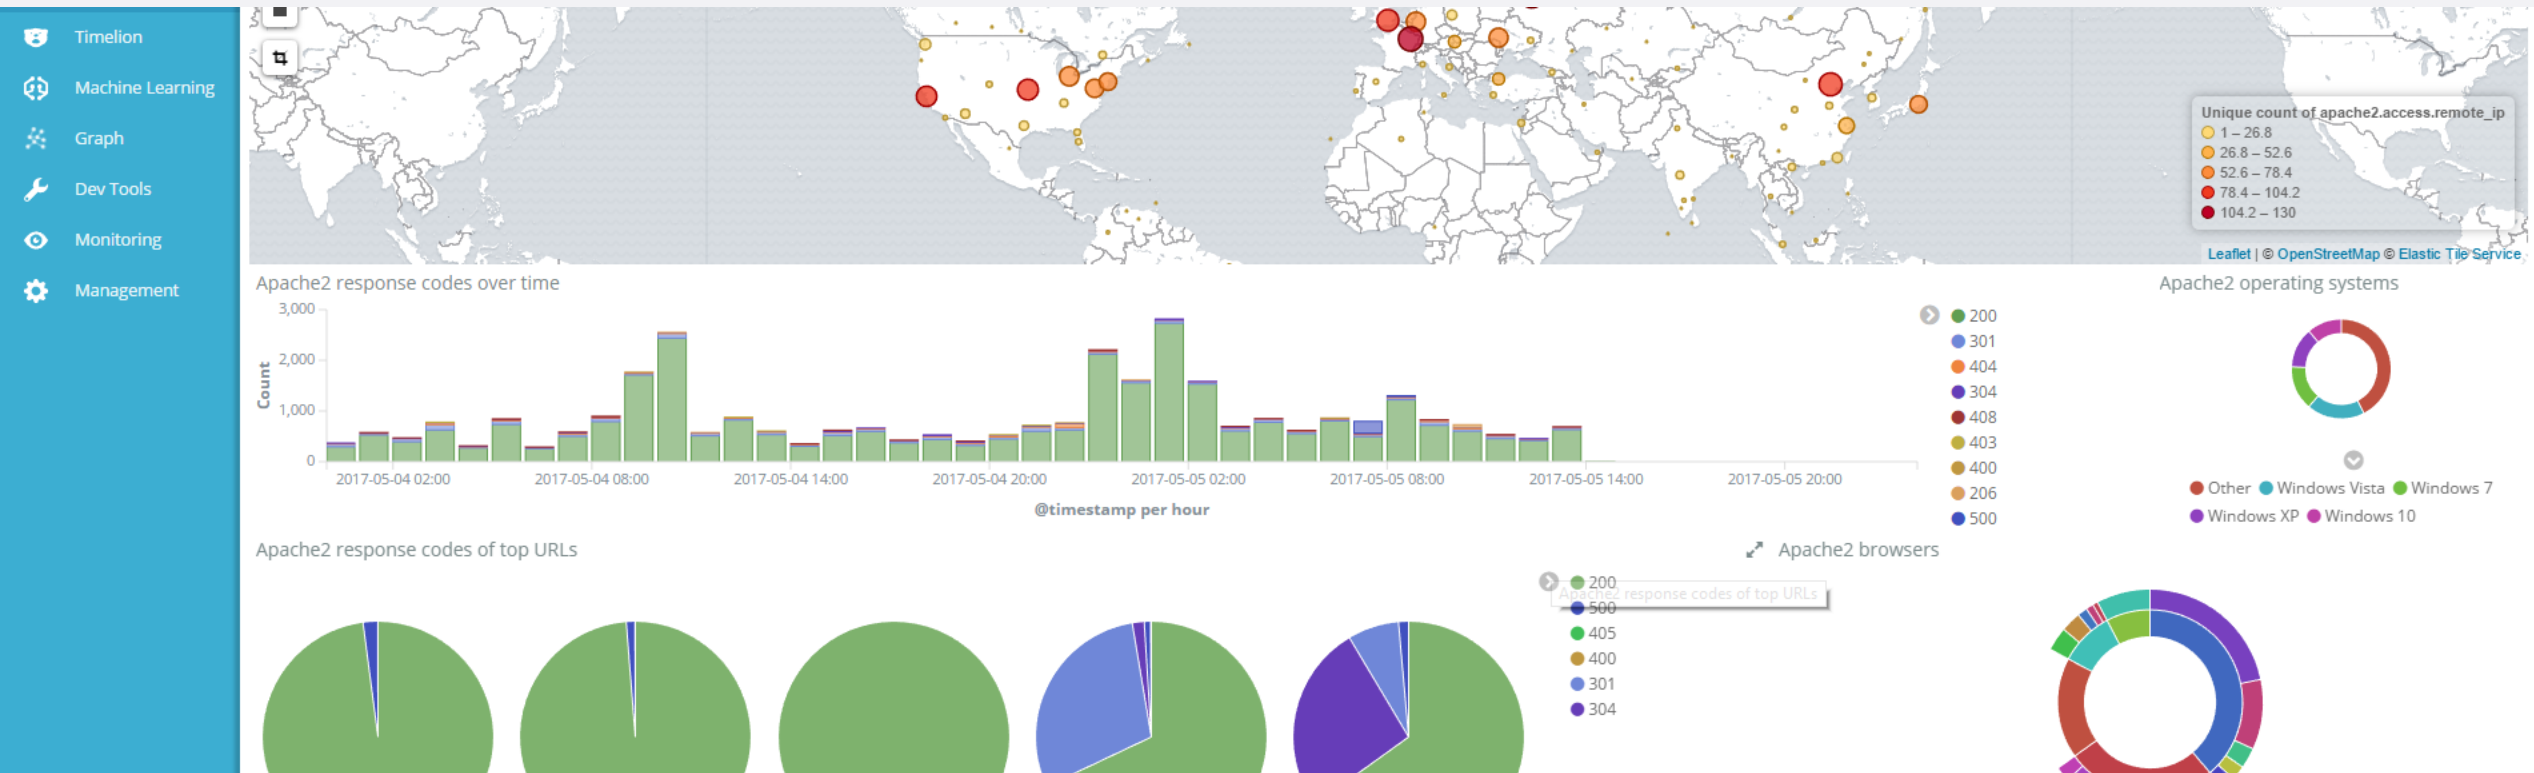 Timelion
Machine Learning
Graph
Dev Tools
Monitoring
Management
Unique count of apache2.access.remote_ip
1 – 26.8
26.8 – 52.6
52.6 – 78.4
78.4 – 104.2
104.2 – 130
Leaflet | © OpenStreetMap © Elastic Tile Service
Apache2 response codes over time
3,000
2,000
1,000
0
Count
2017-05-04 02:00
2017-05-04 08:00
2017-05-04 14:00
2017-05-04 20:00
2017-05-05 02:00
2017-05-05 08:00
2017-05-05 14:00
2017-05-05 20:00
@timestamp per hour
200
301
404
304
408
403
400
206
500
Apache2 operating systems
Other Windows Vista Windows 7
Windows XP Windows 10
Apache2 response codes of top URLs
200
Apache2 response codes of top URLs
500
405
400
301
304
Apache2 browsers